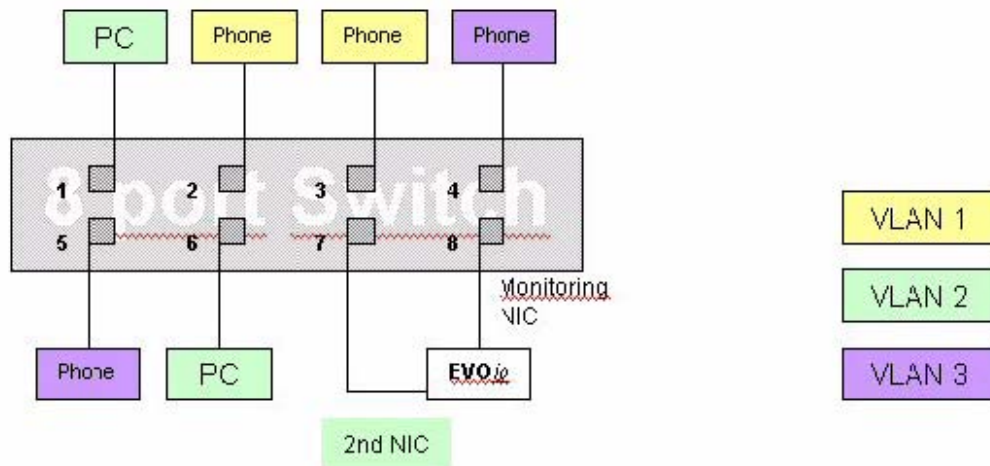 PC Phone Phone Phone
8 port Switch
1 2 3 4
5 6 7 8
Monitoring
NIC
Phone PC EVOip
2nd NIC
VLAN 1
VLAN 2
VLAN 3